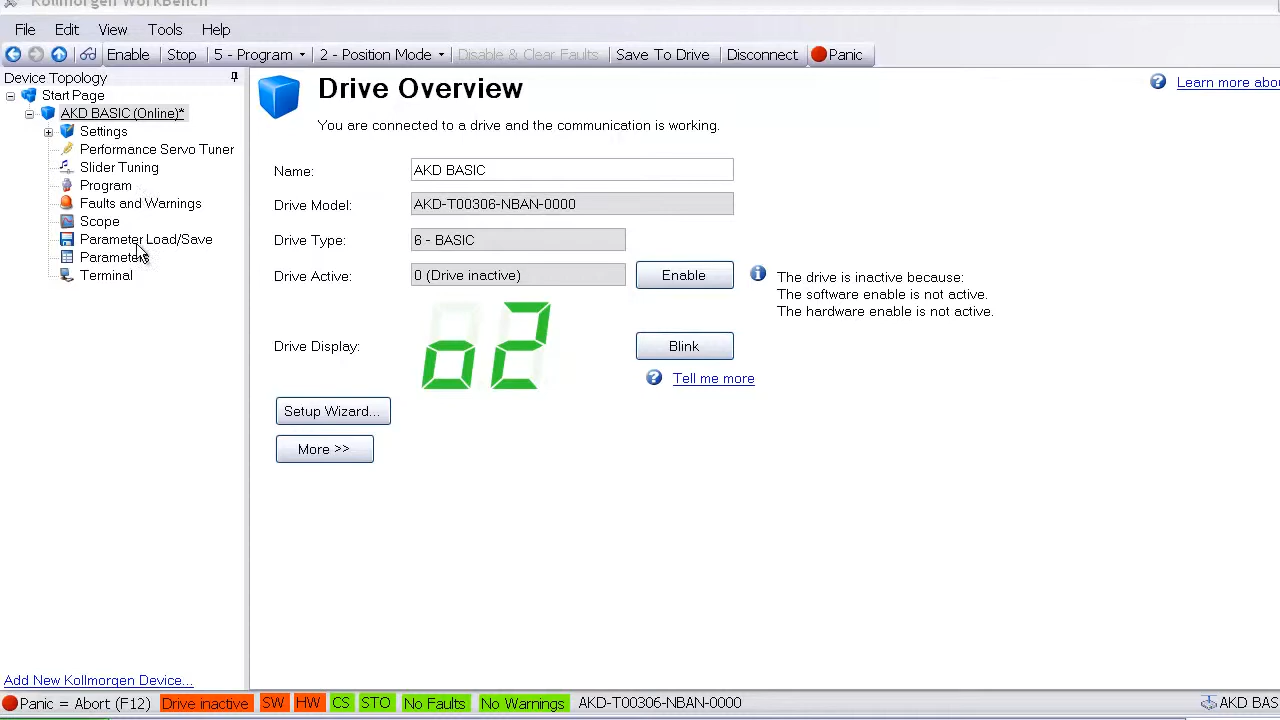 Kollmorgen WorkBench
File Edit View Tools Help
Enable Stop 5 - Program 2 - Position Mode Disable & Clear Faults Save To Drive Disconnect Panic
Device Topology
Start Page
AKD BASIC (Online)*
Settings
Performance Servo Tuner
Slider Tuning
Program
Faults and Warnings
Scope
Parameter Load/Save
Parameters
Terminal
Add New Kollmorgen Device...
Drive Overview
Learn more abou
You are connected to a drive and the communication is working.
Name: AKD BASIC
Drive Model: AKD-T00306-NBAN-0000
Drive Type: 6 - BASIC
Drive Active: 0 (Drive inactive) Enable
The drive is inactive because:
The software enable is not active.
The hardware enable is not active.
Drive Display: o2 Blink
Tell me more
Setup Wizard...
More >>
Panic = Abort (F12) Drive inactive SW HW CS STO No Faults No Warnings AKD-T00306-NBAN-0000 AKD BAS